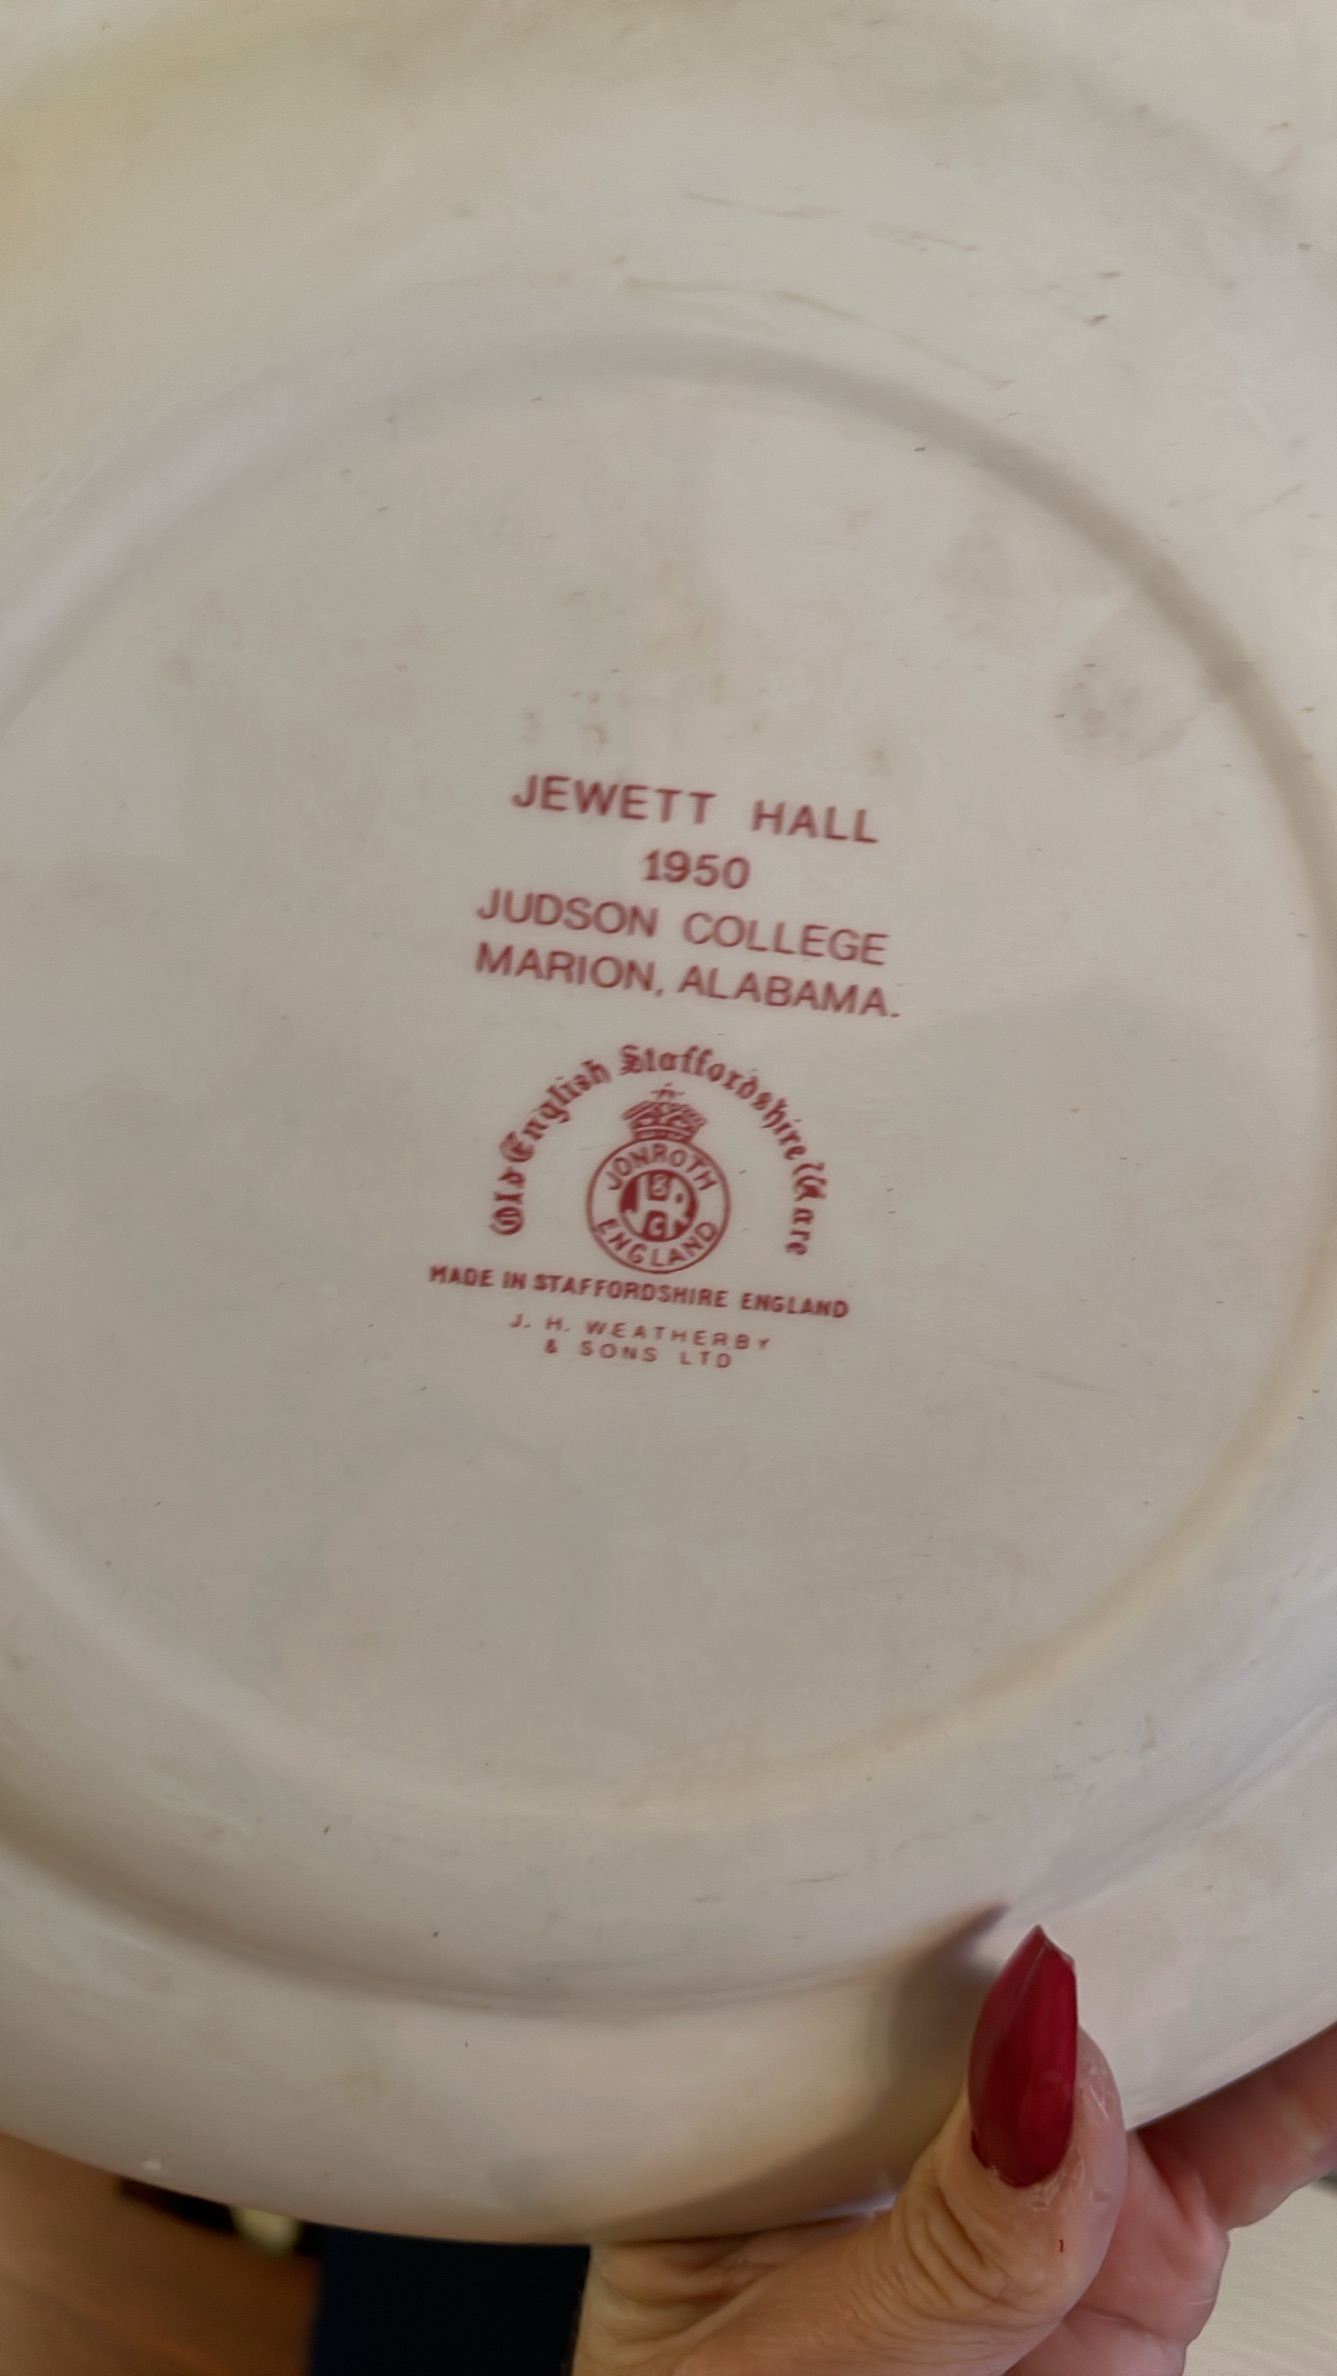 JEWETT HALL
1950
JUDSON COLLEGE
MARION, ALABAMA.
Old English Staffordshire Ware
JONROTH
ENGLAND
MADE IN STAFFORDSHIRE ENGLAND
J. H. WEATHERBY
& SONS LTD